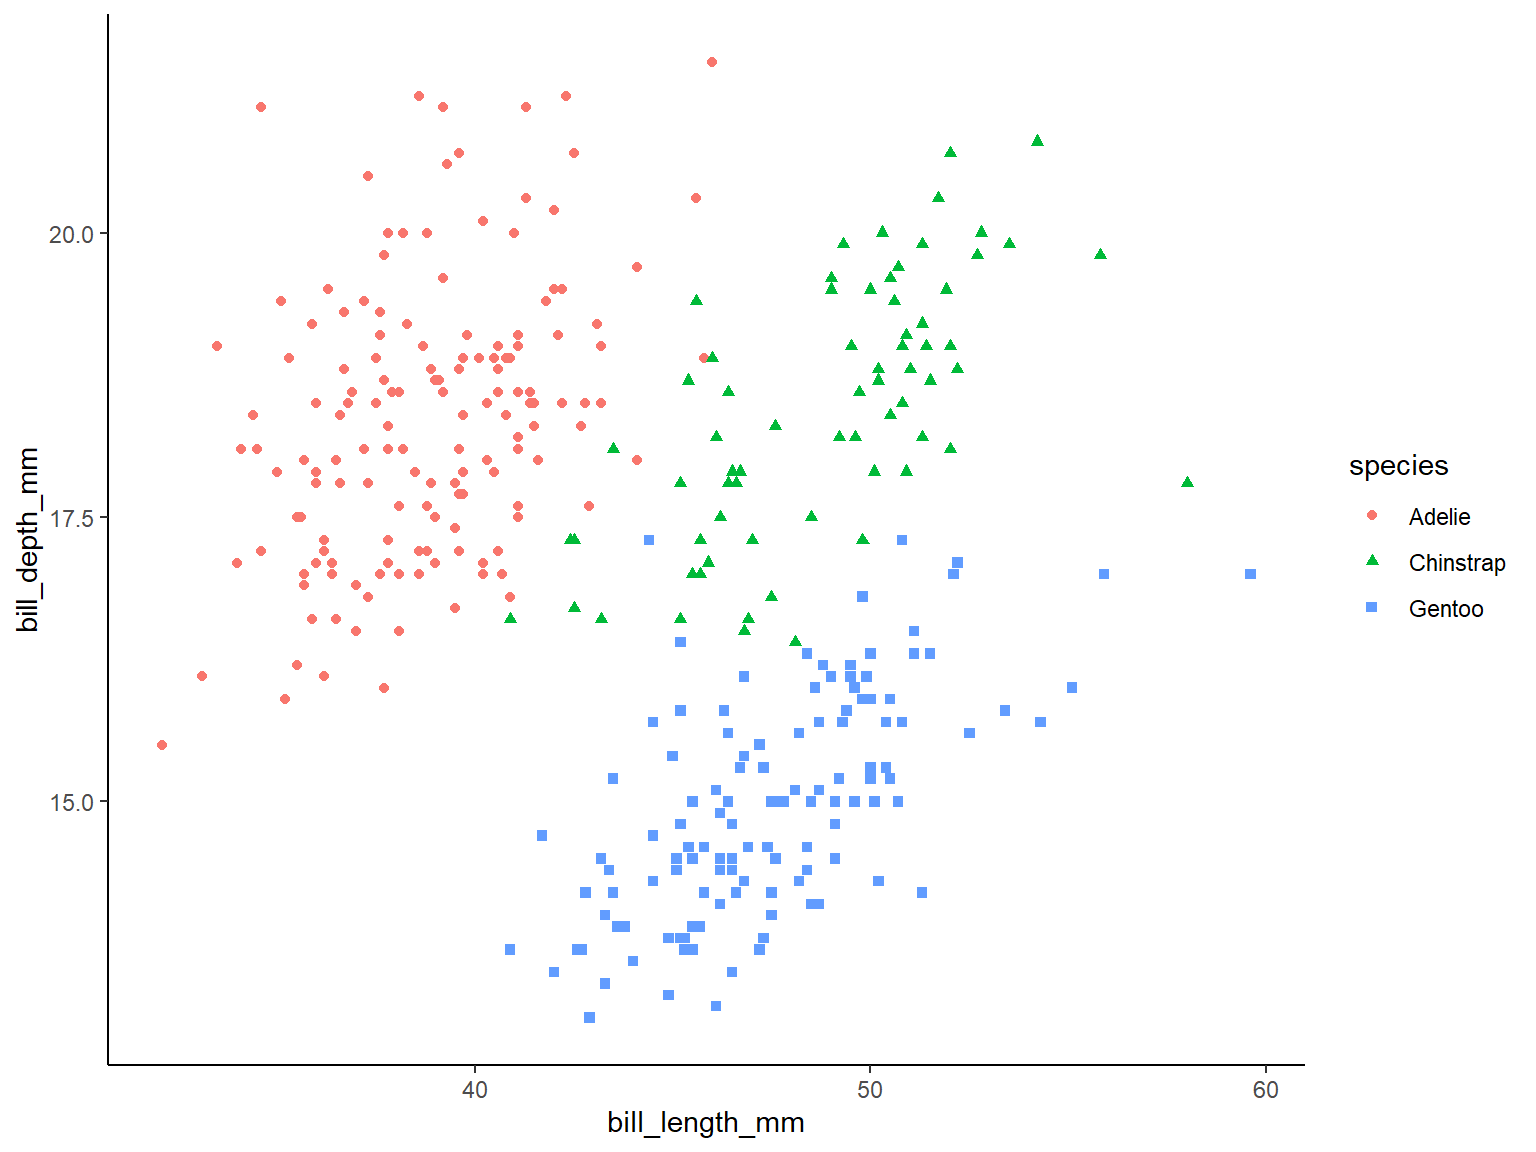 bill_depth_mm
20.0
17.5
15.0
40
50
60
bill_length_mm
species
Adelie
Chinstrap
Gentoo